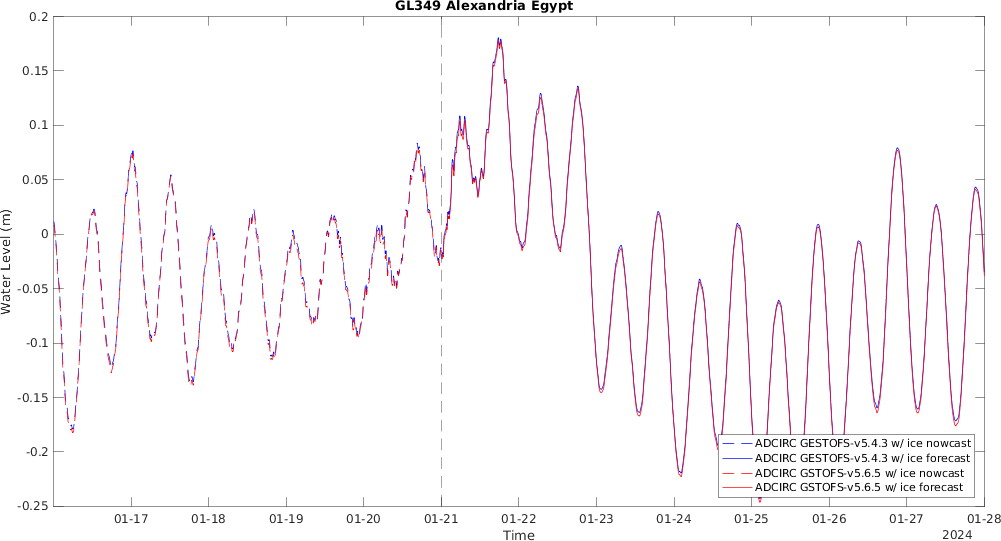 GL349 Alexandria Egypt
0.2
0.15
0.1
0.05
0
-0.05
-0.1
-0.15
-0.2
-0.25
Water Level (m)
ADCIRC GESTOFS-v5.4.3 w/ ice nowcast
ADCIRC GESTOFS-v5.4.3 w/ ice forecast
ADCIRC GSTOFS-v5.6.5 w/ ice nowcast
ADCIRC GSTOFS-v5.6.5 w/ ice forecast
01-17 01-18 01-19 01-20 01-21 01-22 01-23 01-24 01-25 01-26 01-27 01-28
Time
2024